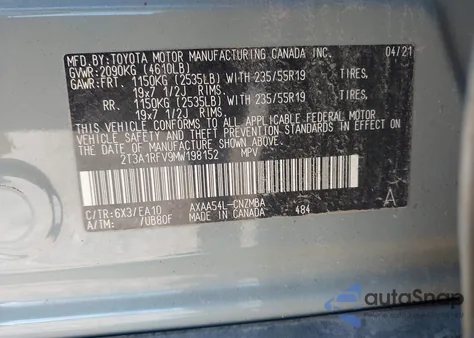 MFD. BY: TOYOTA MOTOR MANUFACTURING CANADA INC. 04/21
GVWR: 2090KG (4610LB)
GAWR: FRT. 1150KG (2535LB) WITH 235/55R19 TIRES,
19x7 1/2J RIMS.
RR. 1150KG (2535LB) WITH 235/55R19 TIRES,
19x7 1/2J RIMS.
THIS VEHICLE CONFORMS TO ALL APPLICABLE FEDERAL MOTOR
VEHICLE SAFETY AND THEFT PREVENTION STANDARDS IN EFFECT
ON THE DATE OF MANUFACTURE SHOWN ABOVE.
2T3A1RFV9MW198152 MPV
C/TR: 6X3/EA10 AXAA54L-CNZMBA A
A/TM: /UB80F MADE IN CANADA 484
autoSnap